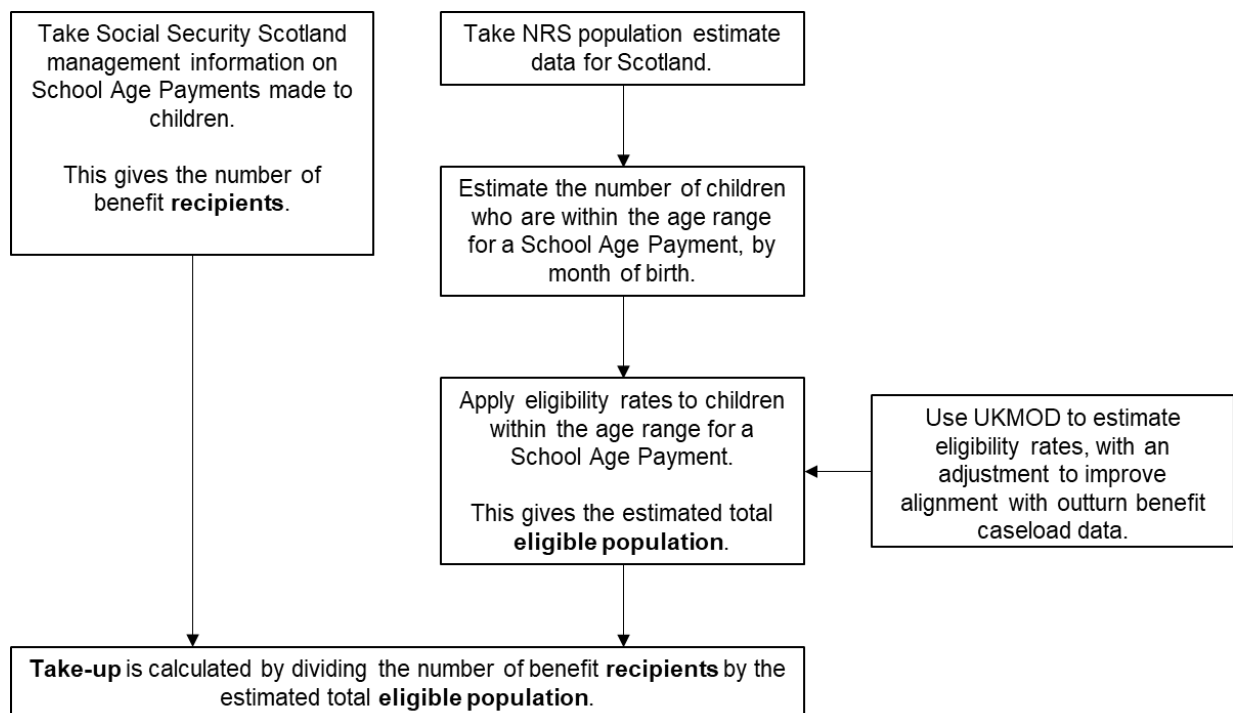 Take Social Security Scotland
management information on
School Age Payments made to
children.
This gives the number of
benefit recipients.
Take NRS population estimate
data for Scotland.
Estimate the number of children
who are within the age range
for a School Age Payment, by
month of birth.
Apply eligibility rates to children
within the age range for a
School Age Payment.
This gives the estimated total
eligible population.
Use UKMOD to estimate
eligibility rates, with an
adjustment to improve
alignment with outturn benefit
caseload data.
Take-up is calculated by dividing the number of benefit recipients by the
estimated total eligible population.